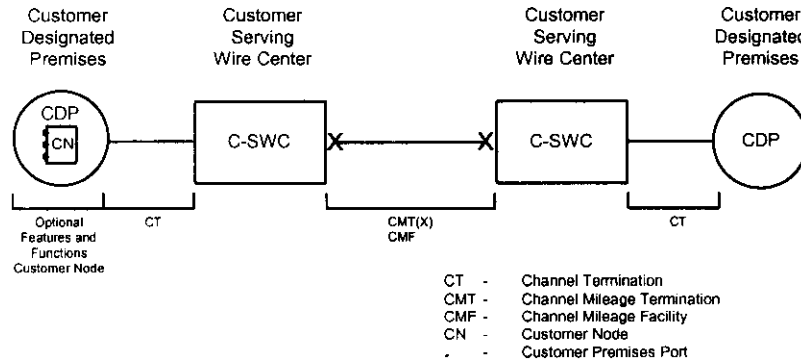 Customer
Designated
Premises
Customer
Serving
Wire Center
Customer
Serving
Wire Center
Customer
Designated
Premises
CDP
CN
C-SWC
X
X
C-SWC
CDP
Optional
Features and
Functions
Customer Node
CT
CMT(X)
CMF
CT
CT - Channel Termination
CMT - Channel Mileage Termination
CMF - Channel Mileage Facility
CN - Customer Node
- Customer Premises Port